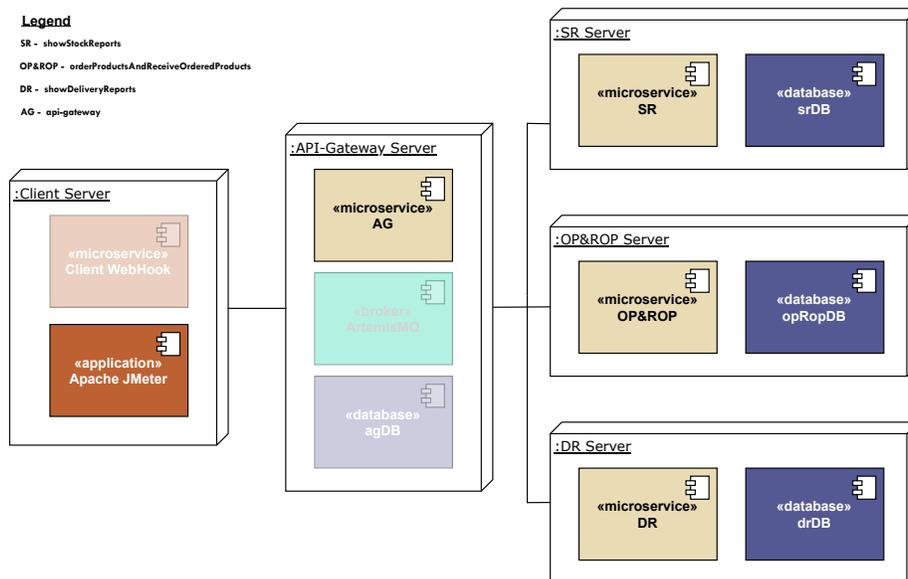 Legend
SR - showStockReports
OP&ROP - orderProductsAndReceiveOrderedProducts
DR - showDeliveryReports
AG - api-gateway
:Client Server
«microservice»
Client WebHook
«application»
Apache JMeter
:API-Gateway Server
«microservice»
AG
«broker»
ArtemisMQ
«database»
agDB
:SR Server
«microservice»
SR
«database»
srDB
:OP&ROP Server
«microservice»
OP&ROP
«database»
opRopDB
:DR Server
«microservice»
DR
«database»
drDB